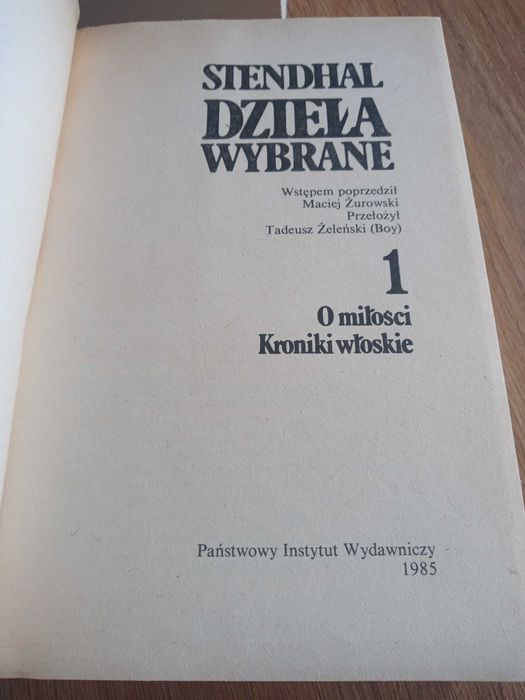 STENDHAL
DZIEŁA
WYBRANE
Wstępem poprzedził
Maciej Żurowski
Przełożył
Tadeusz Żeleński (Boy)
1
O miłości
Kroniki włoskie
Państwowy Instytut Wydawniczy
1985